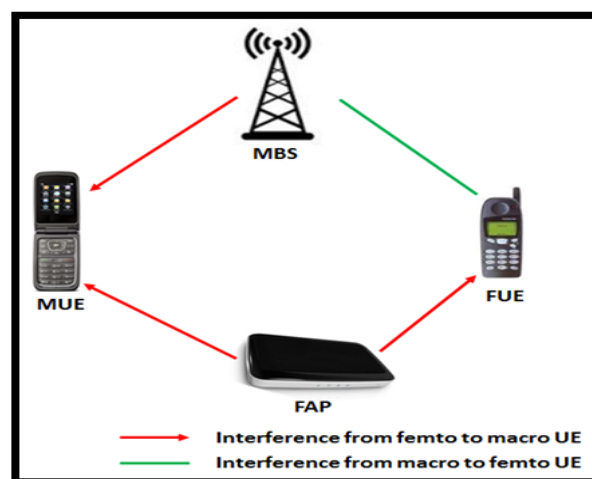 MBS
MUE
FUE
FAP
Interference from femto to macro UE
Interference from macro to femto UE